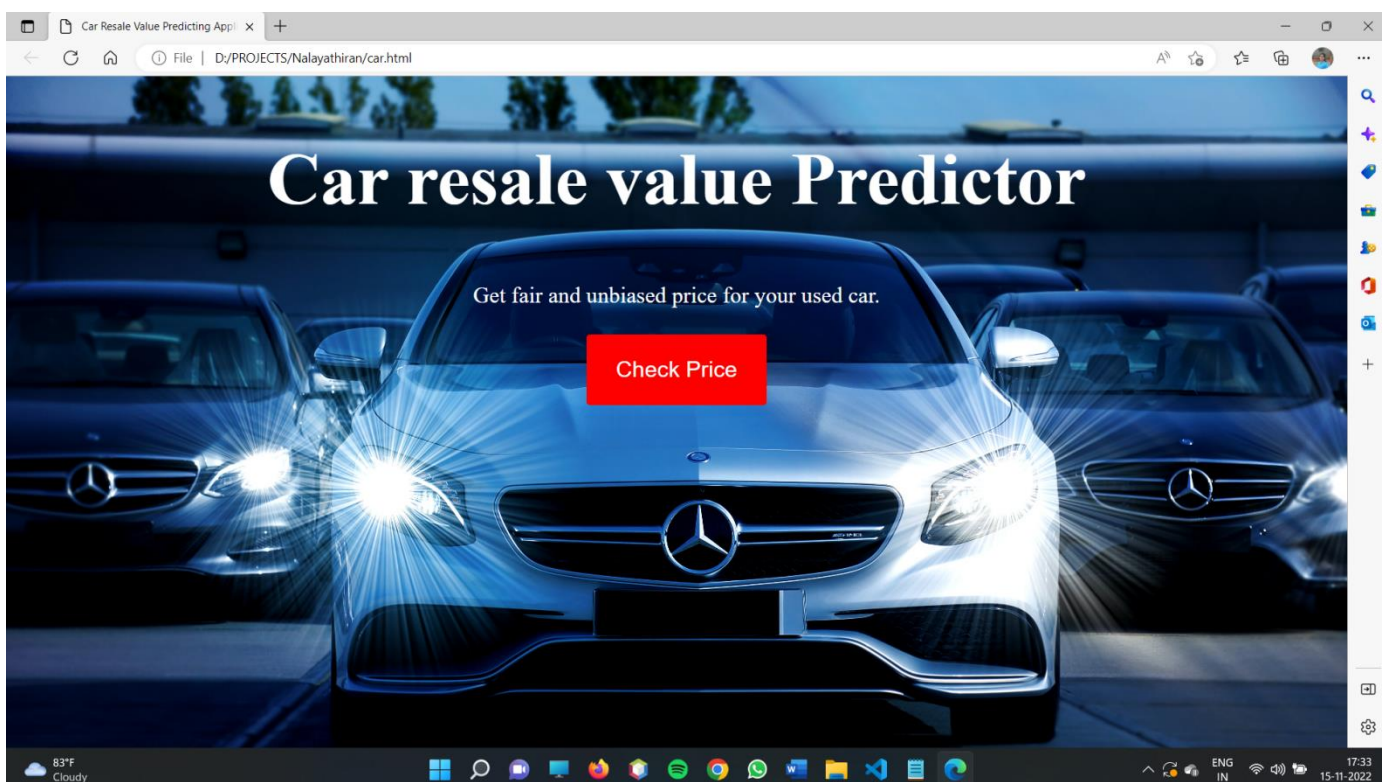 Car Resale Value Predicting Appl
File | D:/PROJECTS/Nalayathiran/car.html
Car resale value Predictor
Get fair and unbiased price for your used car.
Check Price
83°F
Cloudy
ENG
IN
17:33
15-11-2022